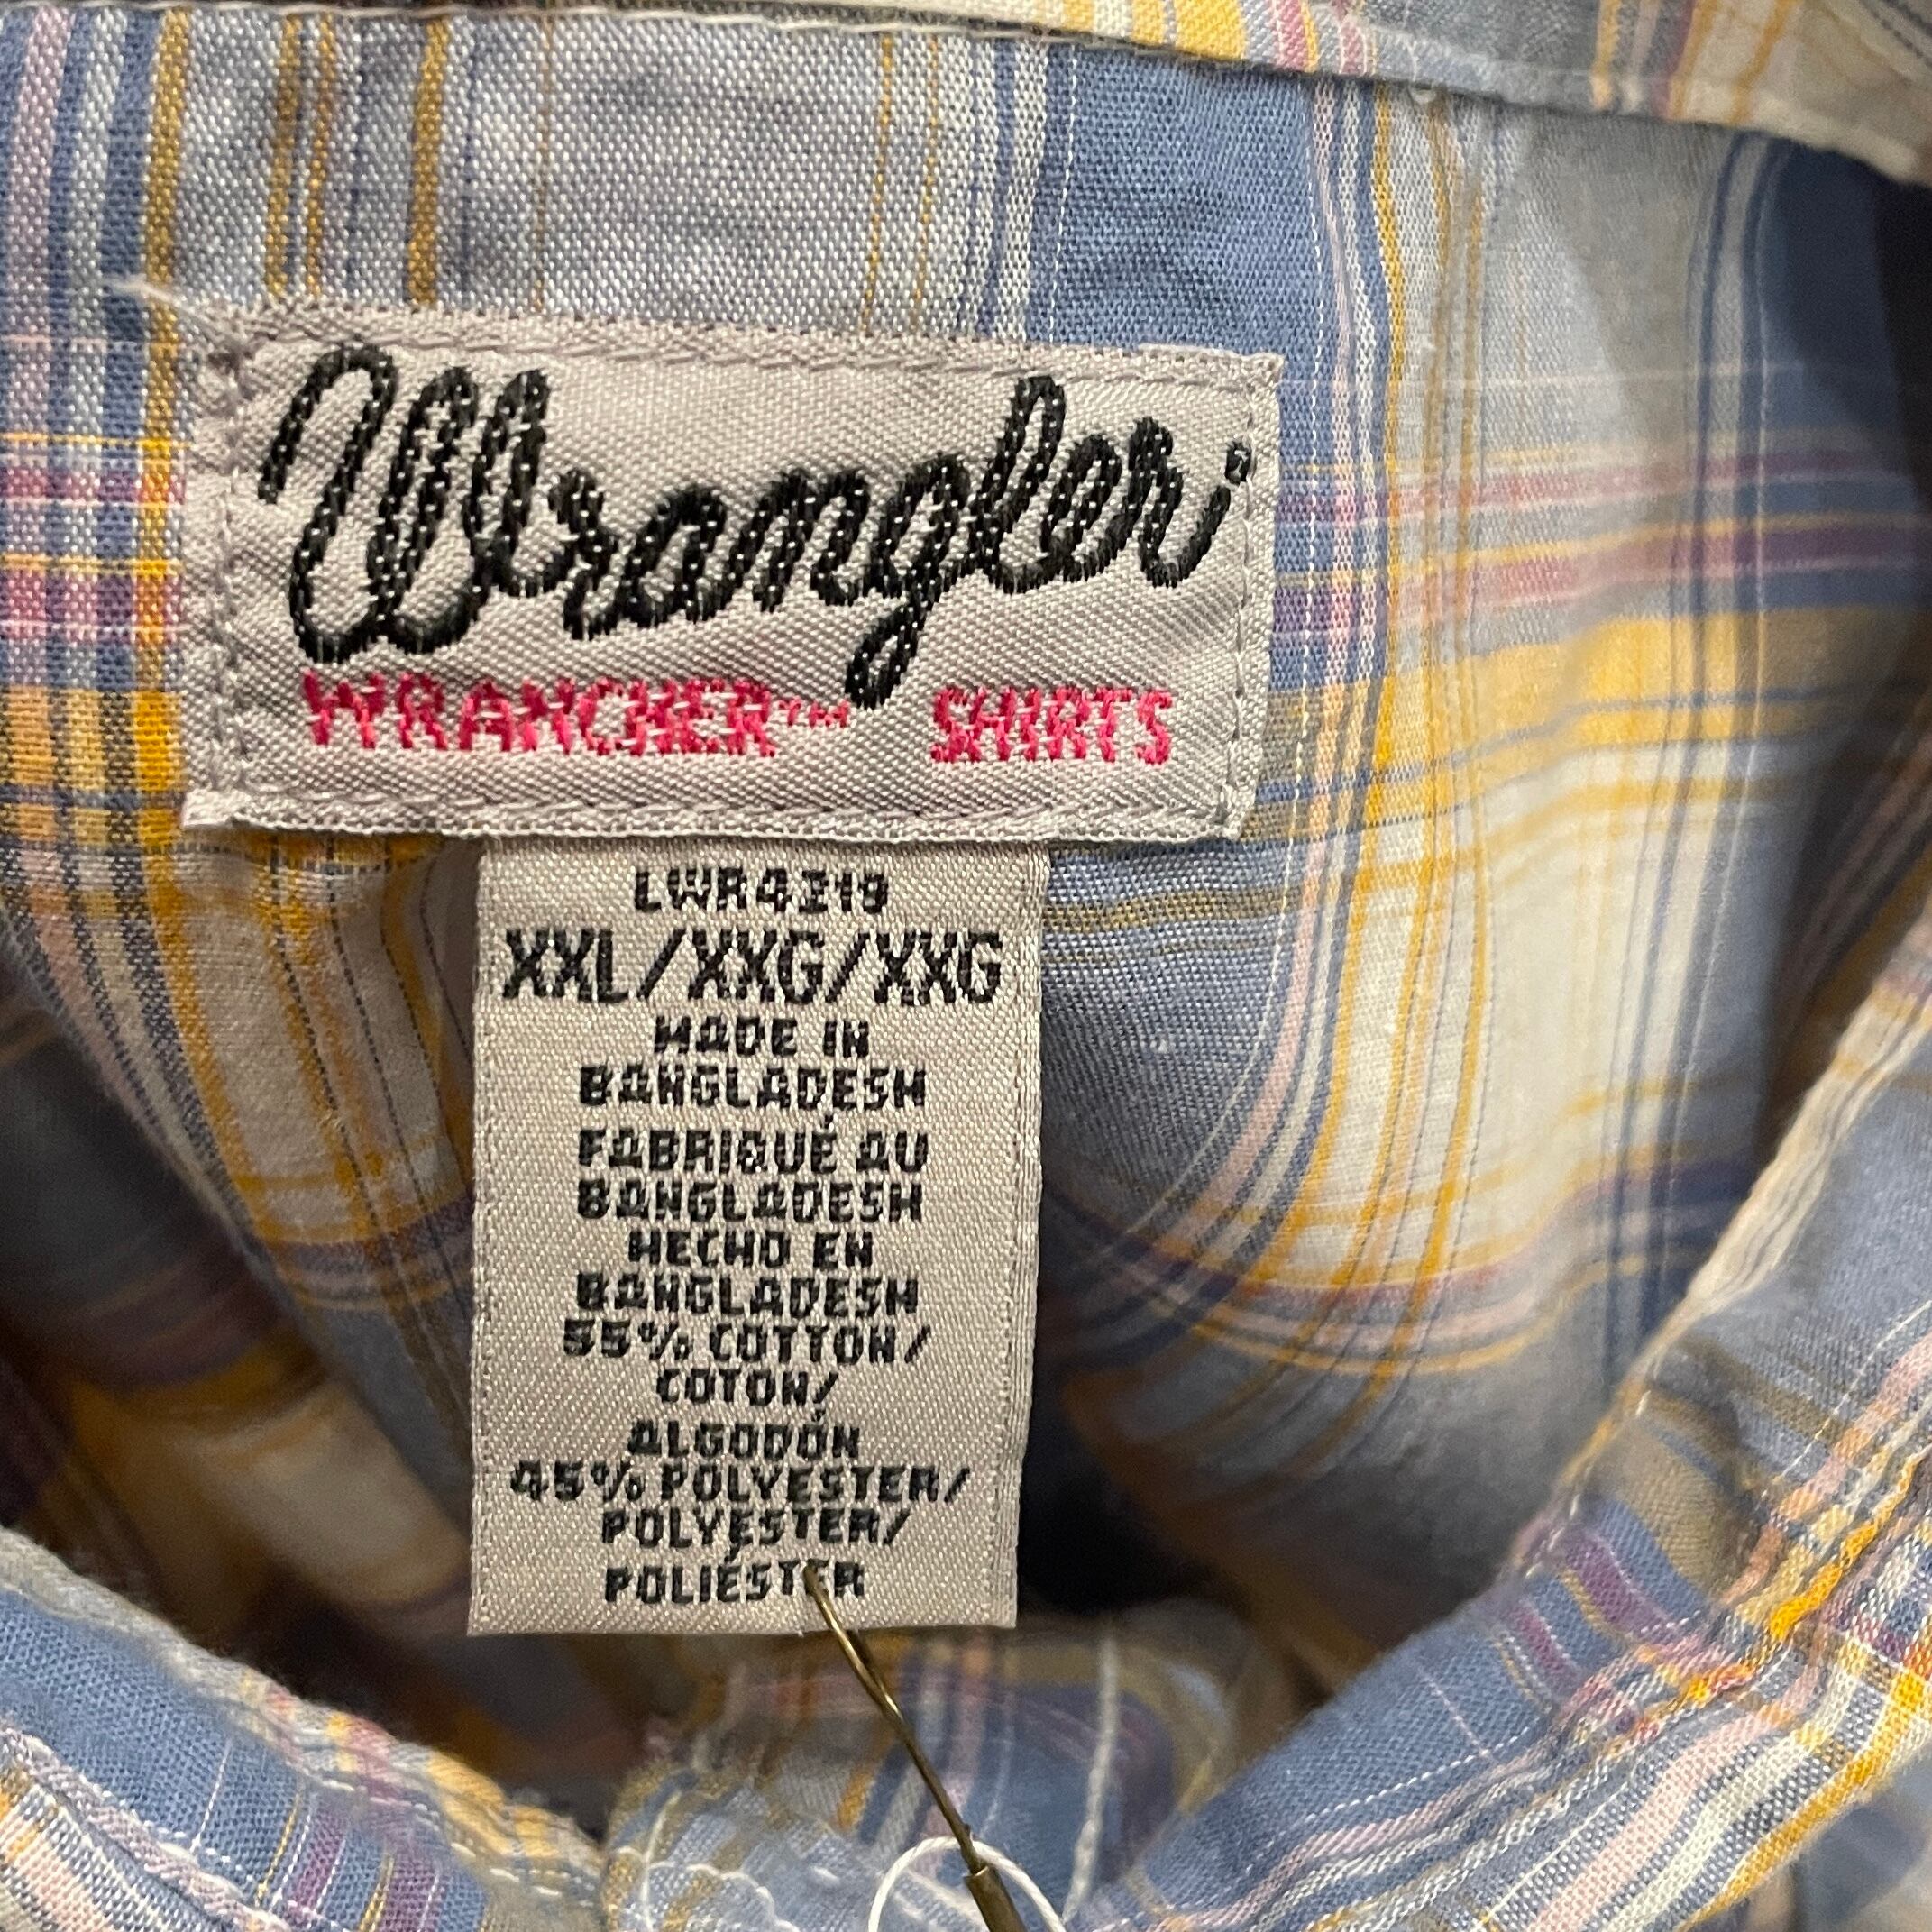 Wrangler
WRANCHER™ SHIRTS
LWR4219
XXL/XXG/XXG
MADE IN
BANGLADESH
FABRIQUÉ AU
BANGLADESH
HECHO EN
BANGLADESH
55% COTTON/
COTON/
ALGODÓN
45% POLYESTER/
POLYESTER/
POLIÉSTER